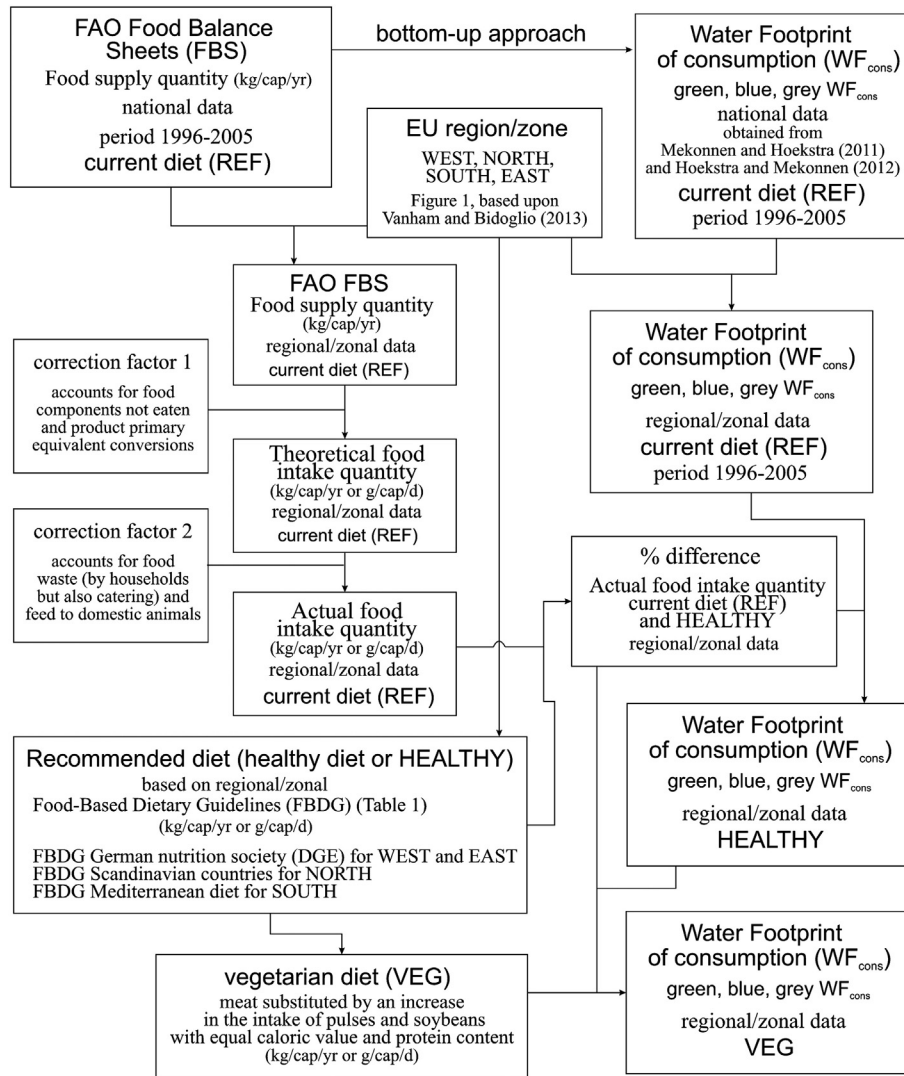 FAO Food Balance
Sheets (FBS)
Food supply quantity (kg/cap/yr)
national data
period 1996-2005
current diet (REF)
bottom-up approach
Water Footprint
of consumption (WFcons)
green, blue, grey WFcons
national data
obtained from
Mekonnen and Hoekstra (2011)
and Hoekstra and Mekonnen (2012)
current diet (REF)
period 1996-2005
EU region/zone
WEST, NORTH,
SOUTH, EAST
Figure 1, based upon
Vanham and Bidoglio (2013)
FAO FBS
Food supply quantity
(kg/cap/yr)
regional/zonal data
current diet (REF)
Water Footprint
of consumption (WFcons)
green, blue, grey WFcons
regional/zonal data
current diet (REF)
period 1996-2005
correction factor 1
accounts for food
components not eaten
and product primary
equivalent conversions
Theoretical food
intake quantity
(kg/cap/yr or g/cap/d)
regional/zonal data
current diet (REF)
correction factor 2
accounts for food
waste (by households
but also catering) and
feed to domestic animals
% difference
Actual food intake quantity
current diet (REF)
and HEALTHY
regional/zonal data
Actual food
intake quantity
(kg/cap/yr or g/cap/d)
regional/zonal data
current diet (REF)
Recommended diet (healthy diet or HEALTHY)
based on regional/zonal
Food-Based Dietary Guidelines (FBDG) (Table 1)
(kg/cap/yr or g/cap/d)
FBDG German nutrition society (DGE) for WEST and EAST
FBDG Scandinavian countries for NORTH
FBDG Mediterranean diet for SOUTH
Water Footprint
of consumption (WFcons)
green, blue, grey WFcons
regional/zonal data
HEALTHY
vegetarian diet (VEG)
meat substituted by an increase
in the intake of pulses and soybeans
with equal caloric value and protein content
(kg/cap/yr or g/cap/d)
Water Footprint
of consumption (WFcons)
green, blue, grey WFcons
regional/zonal data
VEG